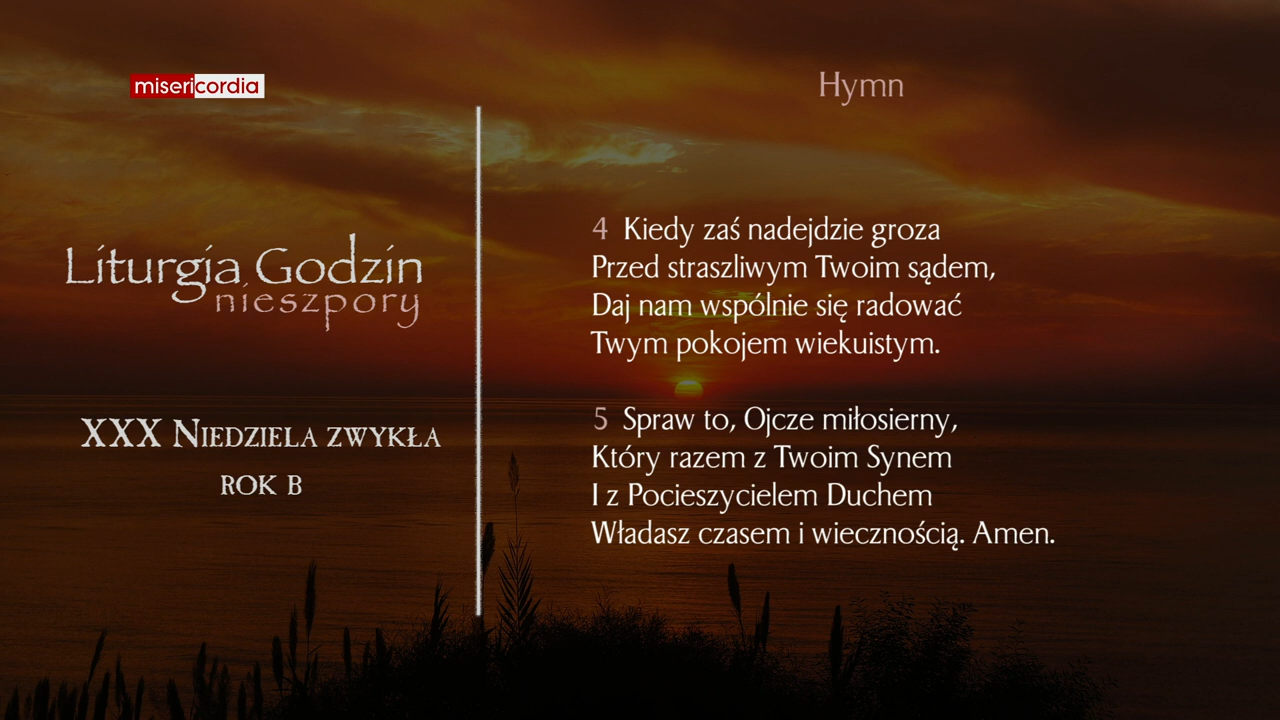 misericordia
Liturgia Godzin
nieszpory
XXX Niedziela zwykła
rok B
Hymn
4 Kiedy zaś nadejdzie groza
Przed straszliwym Twoim sądem,
Daj nam wspólnie się radować
Twym pokojem wiekuistym.
5 Spraw to, Ojcze miłosierny,
Który razem z Twoim Synem
I z Pocieszycielem Duchem
Władasz czasem i wiecznością. Amen.